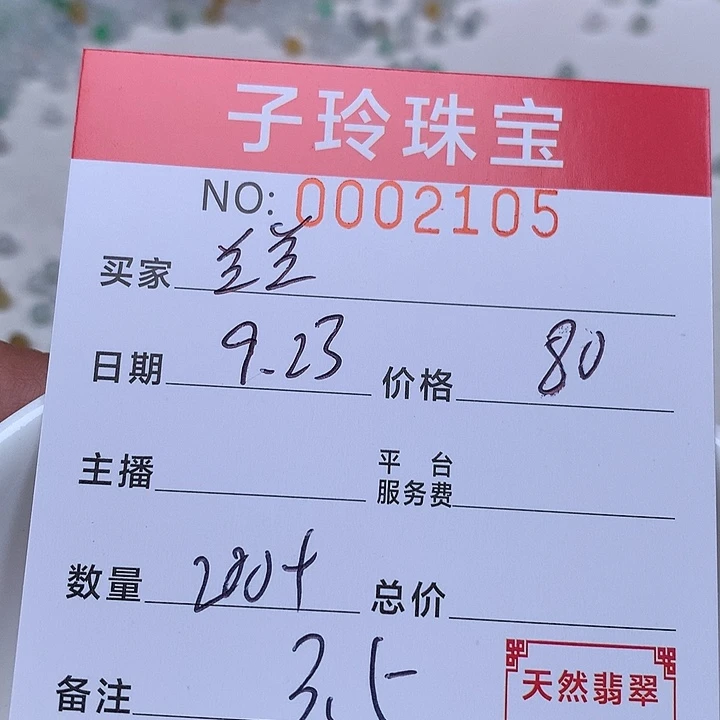 子玲珠宝
NO: 0002105
买家 兰兰
日期 9.23 价格 80
主播 平台服务费
数量 200+ 总价
备注 3.5
天然翡翠